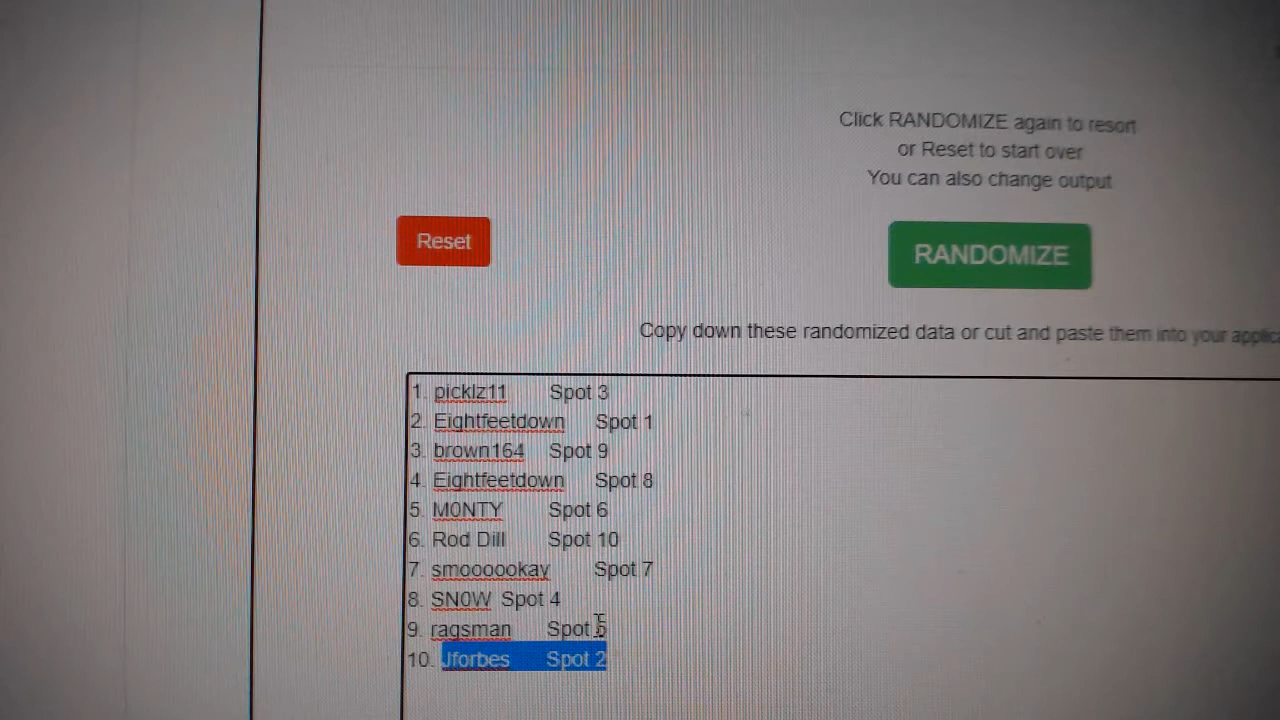 Click RANDOMIZE again to resort
or Reset to start over
You can also change output
Reset
RANDOMIZE
Copy down these randomized data or cut and paste them into your
1. picklz11 Spot 3
2. Eightfeetdown Spot 1
3. brown164 Spot 9
4. Eightfeetdown Spot 8
5. M0NTY Spot 6
6. Rod Dill Spot 10
7. smoooookay Spot 7
8. SN0W Spot 4
9. ragsman Spot 5
10. Jforbes Spot 2